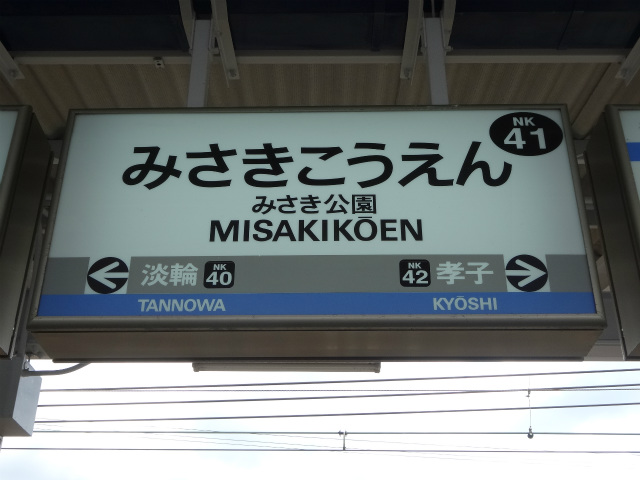 NK
41
みさきこうえん
みさき公園
MISAKIKŌEN
淡輪 NK 40 NK 42 孝子
TANNOWA KYŌSHI